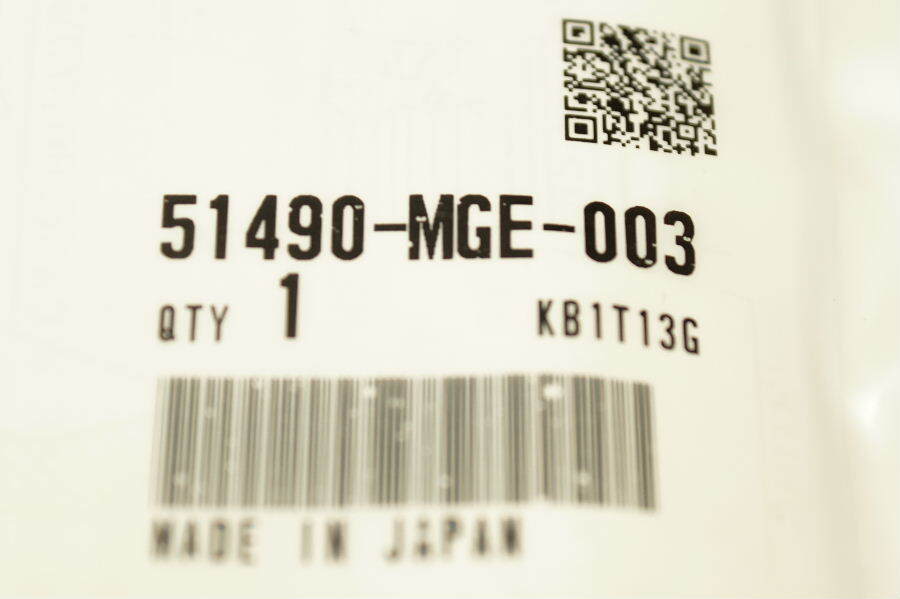 51490-MGE-003
QTY 1 KB1T13G
MADE IN JAPAN